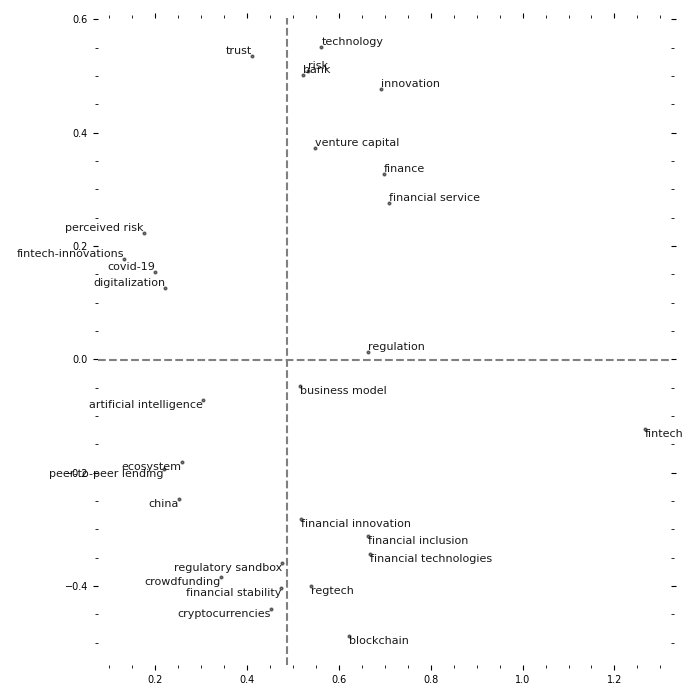 0.6
technology
trust
risk
bank
innovation
0.4
venture capital
finance
financial service
perceived risk
0.2
fintech-innovations
covid-19
digitalization
regulation
0.0
business model
artificial intelligence
fintech
ecosystem
−0.2
peer-to-peer lending
china
financial innovation
financial inclusion
financial technologies
regulatory sandbox
crowdfunding
−0.4
financial stability
regtech
cryptocurrencies
blockchain
0.2 0.4 0.6 0.8 1.0 1.2